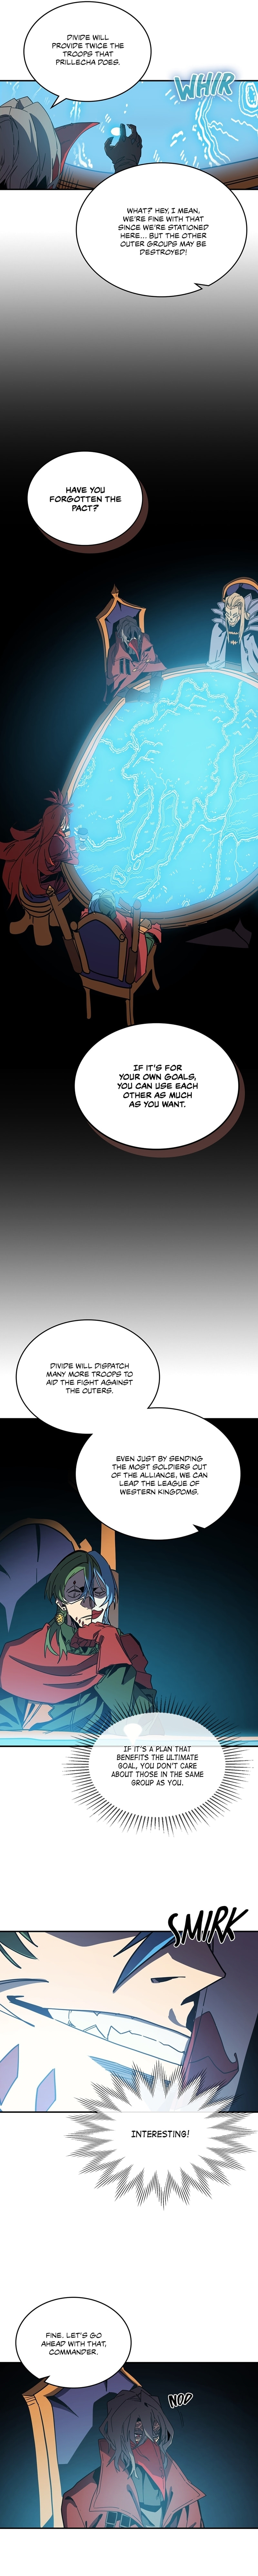 DIVIDE WILL
PROVIDE TWICE THE
TROOPS THAT
PRILLECHA DOES.
WHIR
WHAT? HEY, I MEAN,
WE'RE FINE WITH THAT
SINCE WE'RE STATIONED
HERE... BUT THE OTHER
OUTER GROUPS MAY BE
DESTROYED!
HAVE YOU
FORGOTTEN THE
PACT?
IF IT'S FOR
YOUR OWN GOALS,
YOU CAN USE EACH
OTHER AS MUCH
AS YOU WANT.
DIVIDE WILL DISPATCH
MANY MORE TROOPS TO
AID THE FIGHT AGAINST
THE OUTERS.
EVEN JUST BY SENDING
THE MOST SOLDIERS OUT
OF THE ALLIANCE, WE CAN
LEAD THE LEAGUE OF
WESTERN KINGDOMS.
IF IT'S A PLAN THAT
BENEFITS THE ULTIMATE
GOAL, YOU DON'T CARE
ABOUT THOSE IN THE SAME
GROUP AS YOU.
SMIRK
INTERESTING!
FINE. LET'S GO
AHEAD WITH THAT,
COMMANDER.
NOD